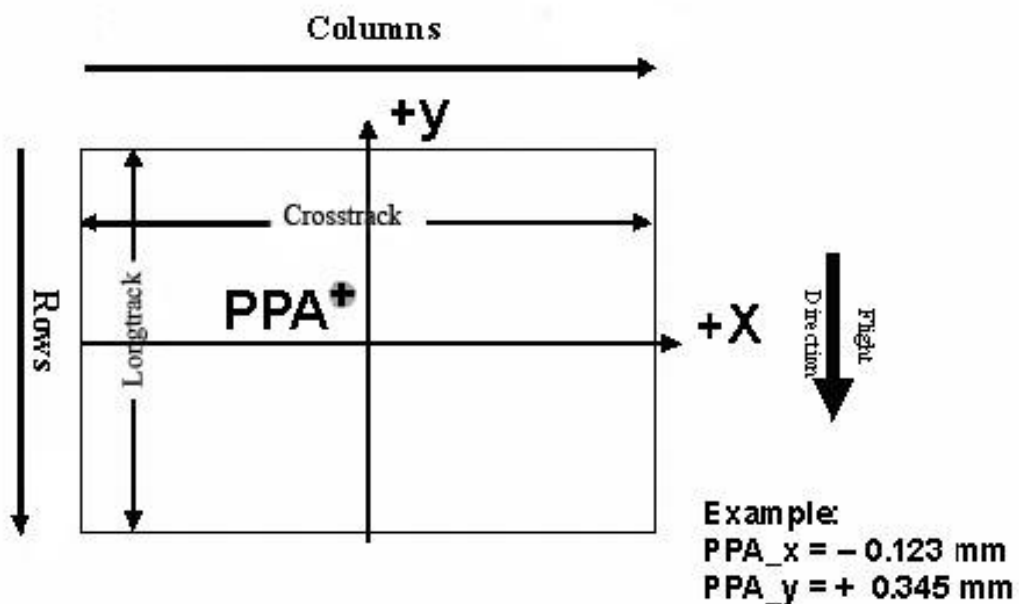 Columns
+y
Crosstrack
Rows
Longtrack
PPA+
+X
Flight
Direction
Example:
PPA_x = – 0.123 mm
PPA_y = + 0.345 mm